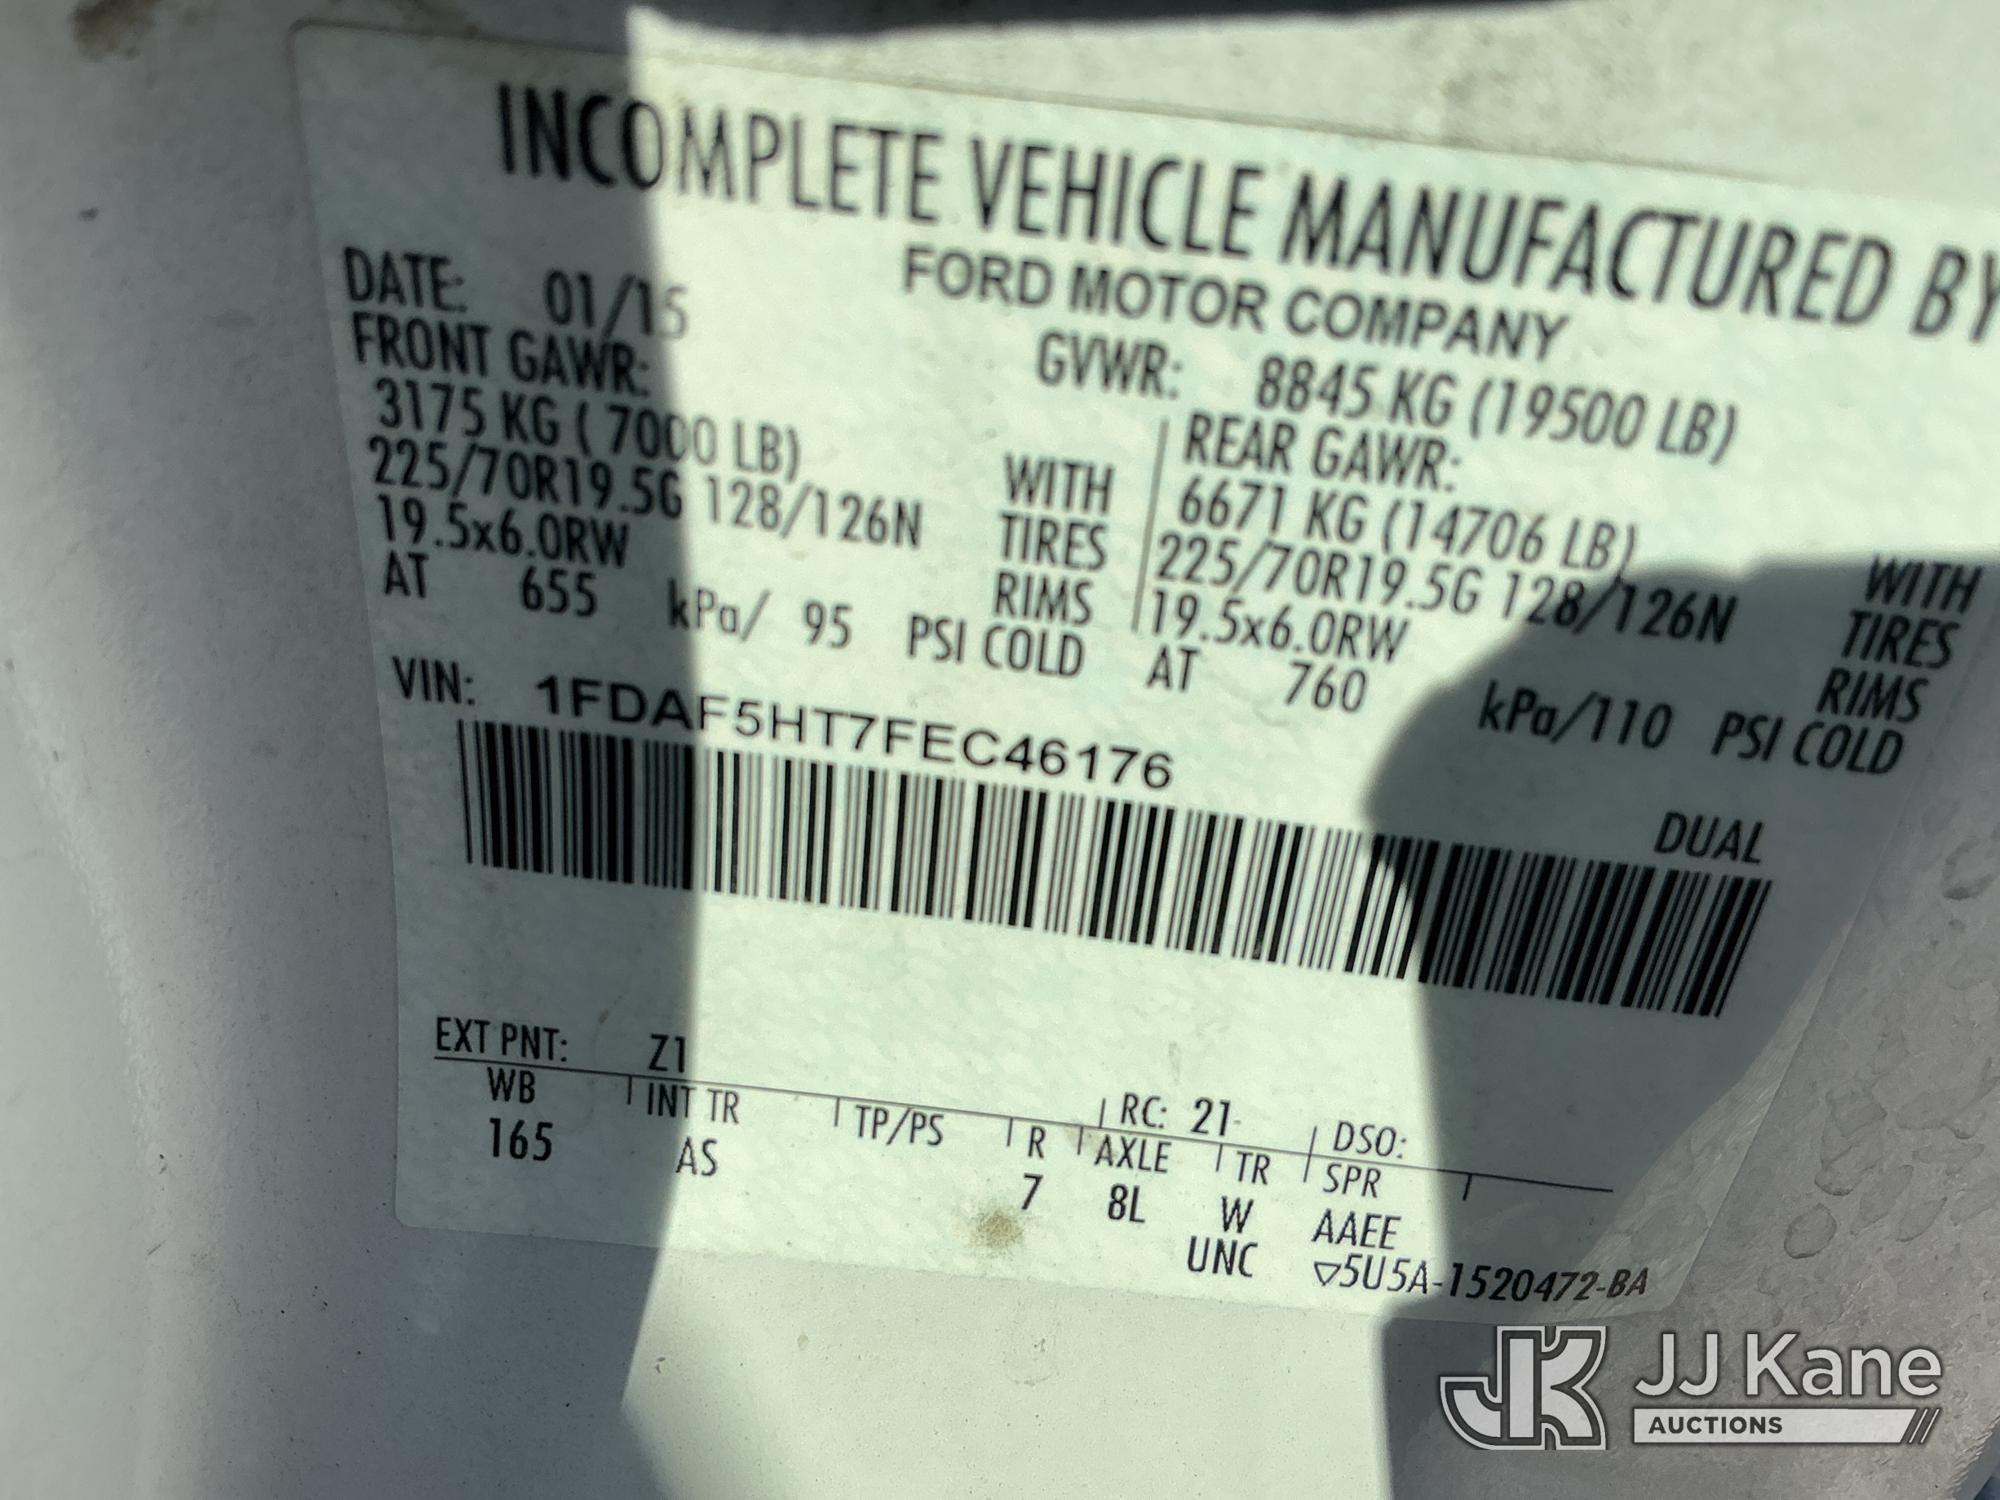 INCOMPLETE VEHICLE MANUFACTURED BY
FORD MOTOR COMPANY
DATE: 01/15 GVWR: 8845 KG (19500 LB)
FRONT GAWR: REAR GAWR:
3175 KG ( 7000 LB) WITH 6671 KG (14706 LB) WITH
225/70R19.5G 128/126N TIRES 225/70R19.5G 128/126N TIRES
19.5x6.0RW RIMS 19.5x6.0RW RIMS
AT 655 kPa/ 95 PSI COLD AT 760 kPa/110 PSI COLD
VIN: 1FDAF5HT7FEC46176
DUAL
EXT PNT: Z1 RC: 21 DSO:
WB INT TR TP/PS R AXLE TR SPR
165 AS 7 8L W AAEE
UNC ▽5U5A-1520472-BA
JK JJ Kane
AUCTIONS